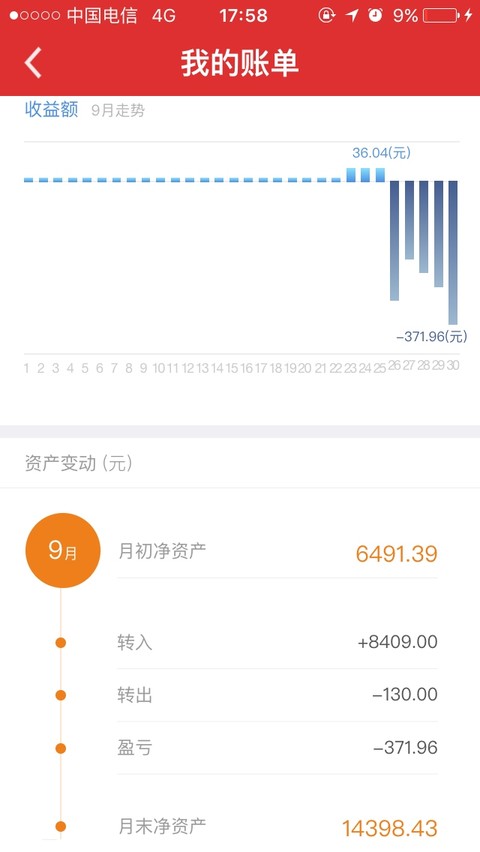 中国电信 4G 17:58 9%
我的账单
收益额 9月走势
36.04(元)
-371.96(元)
1 2 3 4 5 6 7 8 9 10 11 12 13 14 15 16 17 18 19 20 21 22 23 24 25 26 27 28 29 30
资产变动 (元)
9月 月初净资产 6491.39
转入 +8409.00
转出 -130.00
盈亏 -371.96
月末净资产 14398.43